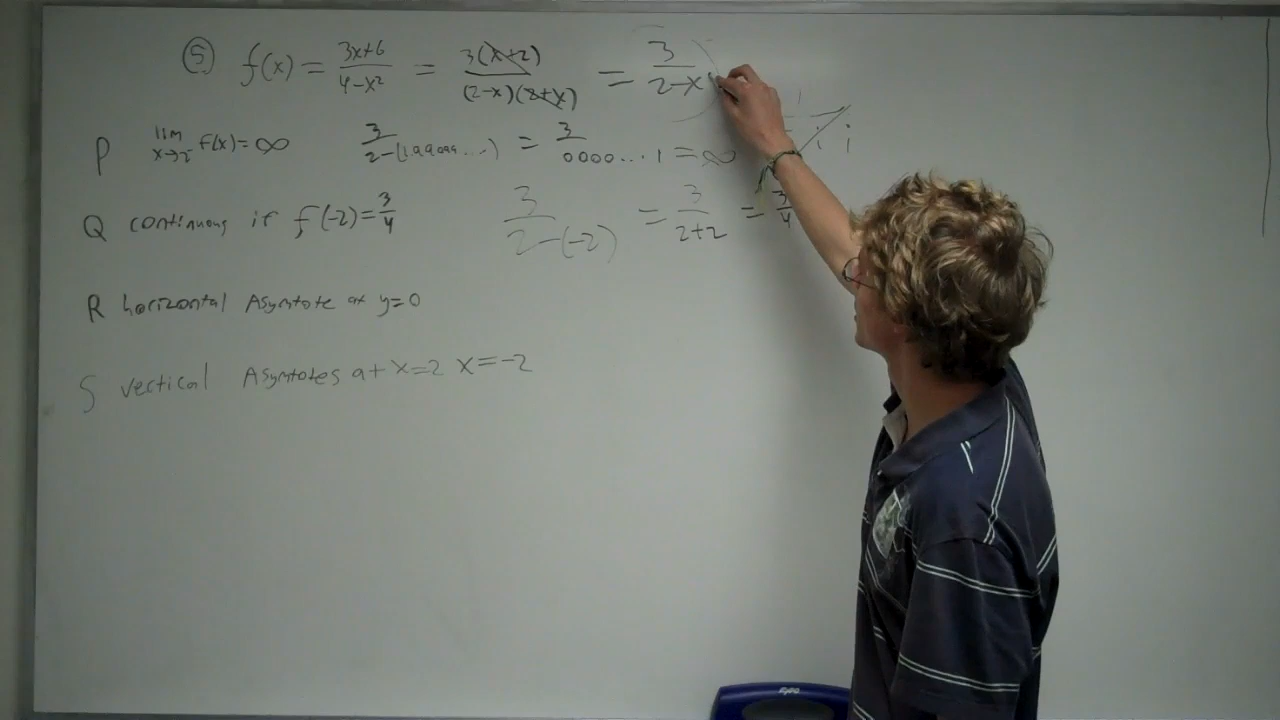 ⑤ f(x) = 3x+6 / 4-x² = 3(x+2) / (2-x)(2+x) = 3 / 2-x
P lim x→2⁻ f(x)=∞ 3 / 2-(1.99999...) = 3 / 0000...1 = ∞
Q continuous if f(-2)=3/4 3 / 2-(-2) = 3 / 2+2 = 3/4
R horizontal Asymtote at y=0
S vertical Asymtotes at x=2 x=-2
expo